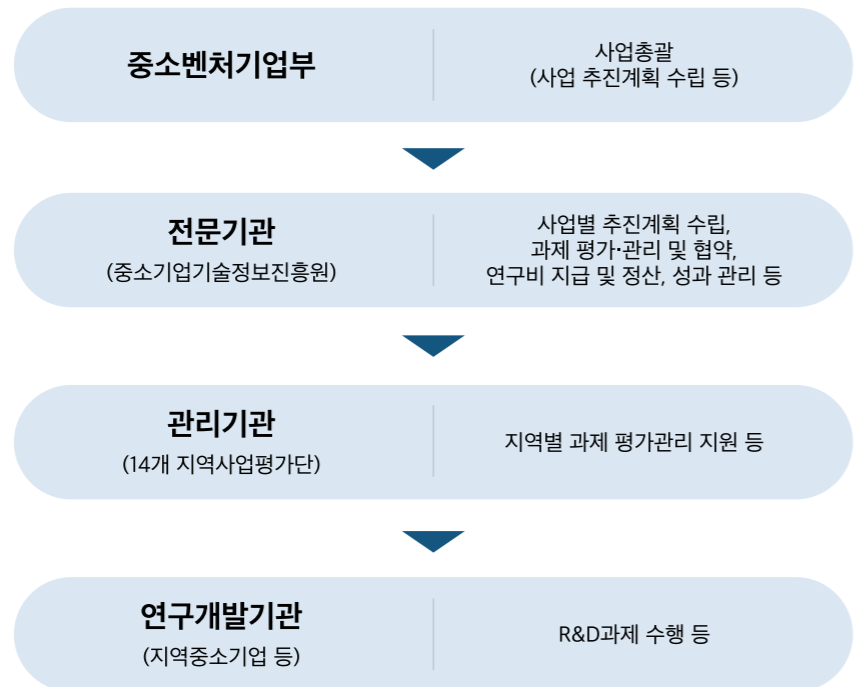 중소벤처기업부
사업총괄
(사업 추진계획 수립 등)
전문기관
(중소기업기술정보진흥원)
사업별 추진계획 수립,
과제 평가·관리 및 협약,
연구비 지급 및 정산, 성과 관리 등
관리기관
(14개 지역사업평가단)
지역별 과제 평가관리 지원 등
연구개발기관
(지역중소기업 등)
R&D과제 수행 등